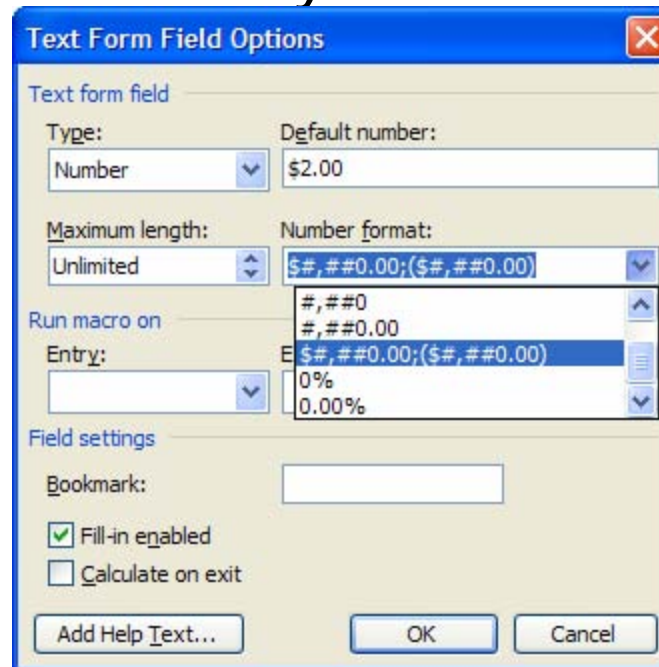 Text Form Field Options
Text form field
Type: Default number:
Number $2.00
Maximum length: Number format:
Unlimited $#,##0.00;($#,##0.00)
#,##0
Run macro on #,##0.00
Entry: E $#,##0.00;($#,##0.00)
0%
0.00%
Field settings
Bookmark:
Fill-in enabled
Calculate on exit
Add Help Text... OK Cancel